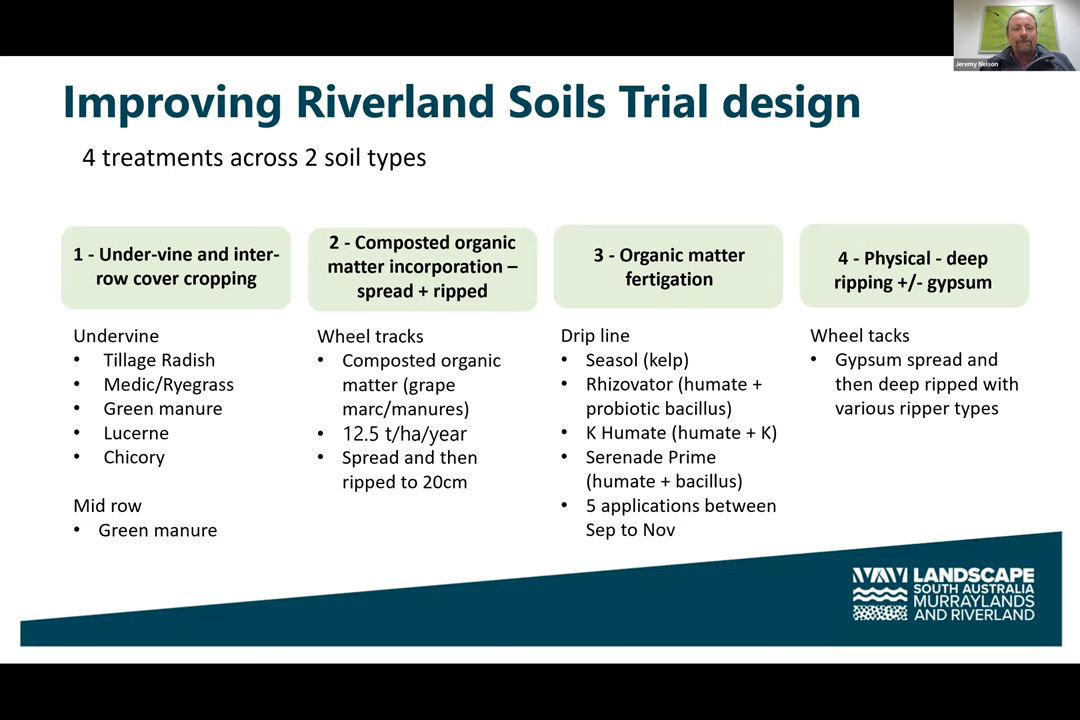 Jeremy Nelson
Improving Riverland Soils Trial design
4 treatments across 2 soil types
1 - Under-vine and inter-
row cover cropping
Undervine
• Tillage Radish
• Medic/Ryegrass
• Green manure
• Lucerne
• Chicory
Mid row
• Green manure
2 - Composted organic
matter incorporation –
spread + ripped
Wheel tracks
• Composted organic
matter (grape
marc/manures)
• 12.5 t/ha/year
• Spread and then
ripped to 20cm
3 - Organic matter
fertigation
Drip line
• Seasol (kelp)
• Rhizovator (humate +
probiotic bacillus)
• K Humate (humate + K)
• Serenade Prime
(humate + bacillus)
• 5 applications between
Sep to Nov
4 - Physical - deep
ripping +/- gypsum
Wheel tacks
• Gypsum spread and
then deep ripped with
various ripper types
LANDSCAPE
SOUTH AUSTRALIA
MURRAYLANDS
AND RIVERLAND